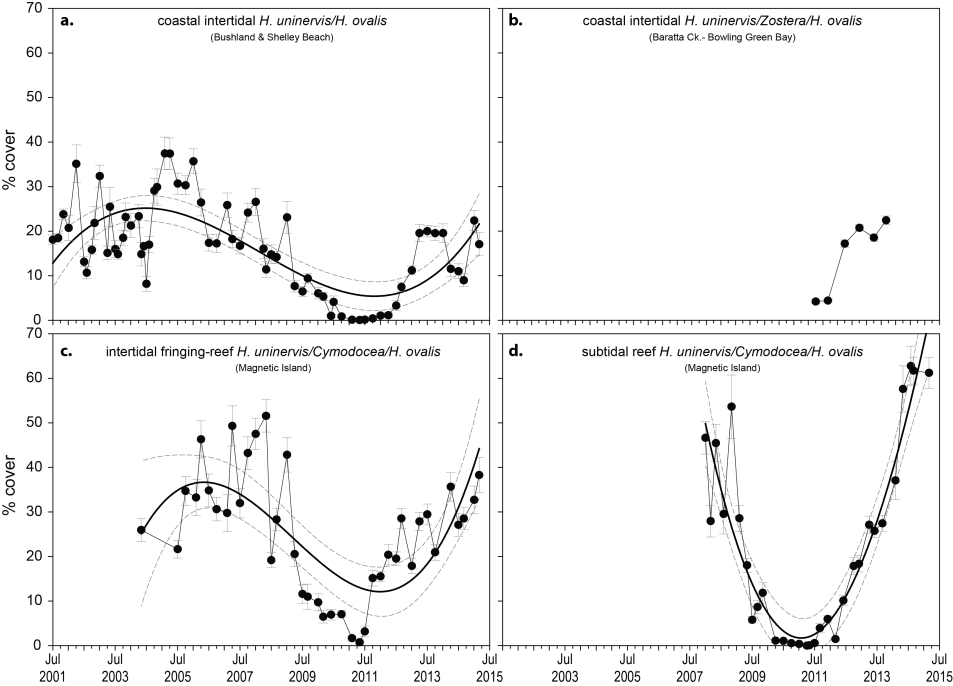 a. coastal intertidal H. uninervis/H. ovalis
(Bushland & Shelley Beach)
b. coastal intertidal H. uninervis/Zostera/H. ovalis
(Baratta Ck.- Bowling Green Bay)
% cover
70
60
50
40
30
20
10
0
c. intertidal fringing-reef H. uninervis/Cymodocea/H. ovalis
(Magnetic Island)
d. subtidal reef H. uninervis/Cymodocea/H. ovalis
(Magnetic Island)
% cover
70
60
50
40
30
20
10
0
Jul Jul Jul Jul Jul Jul Jul Jul
2001 2003 2005 2007 2009 2011 2013 2015
Jul Jul Jul Jul Jul Jul Jul
2003 2005 2007 2009 2011 2013 2015